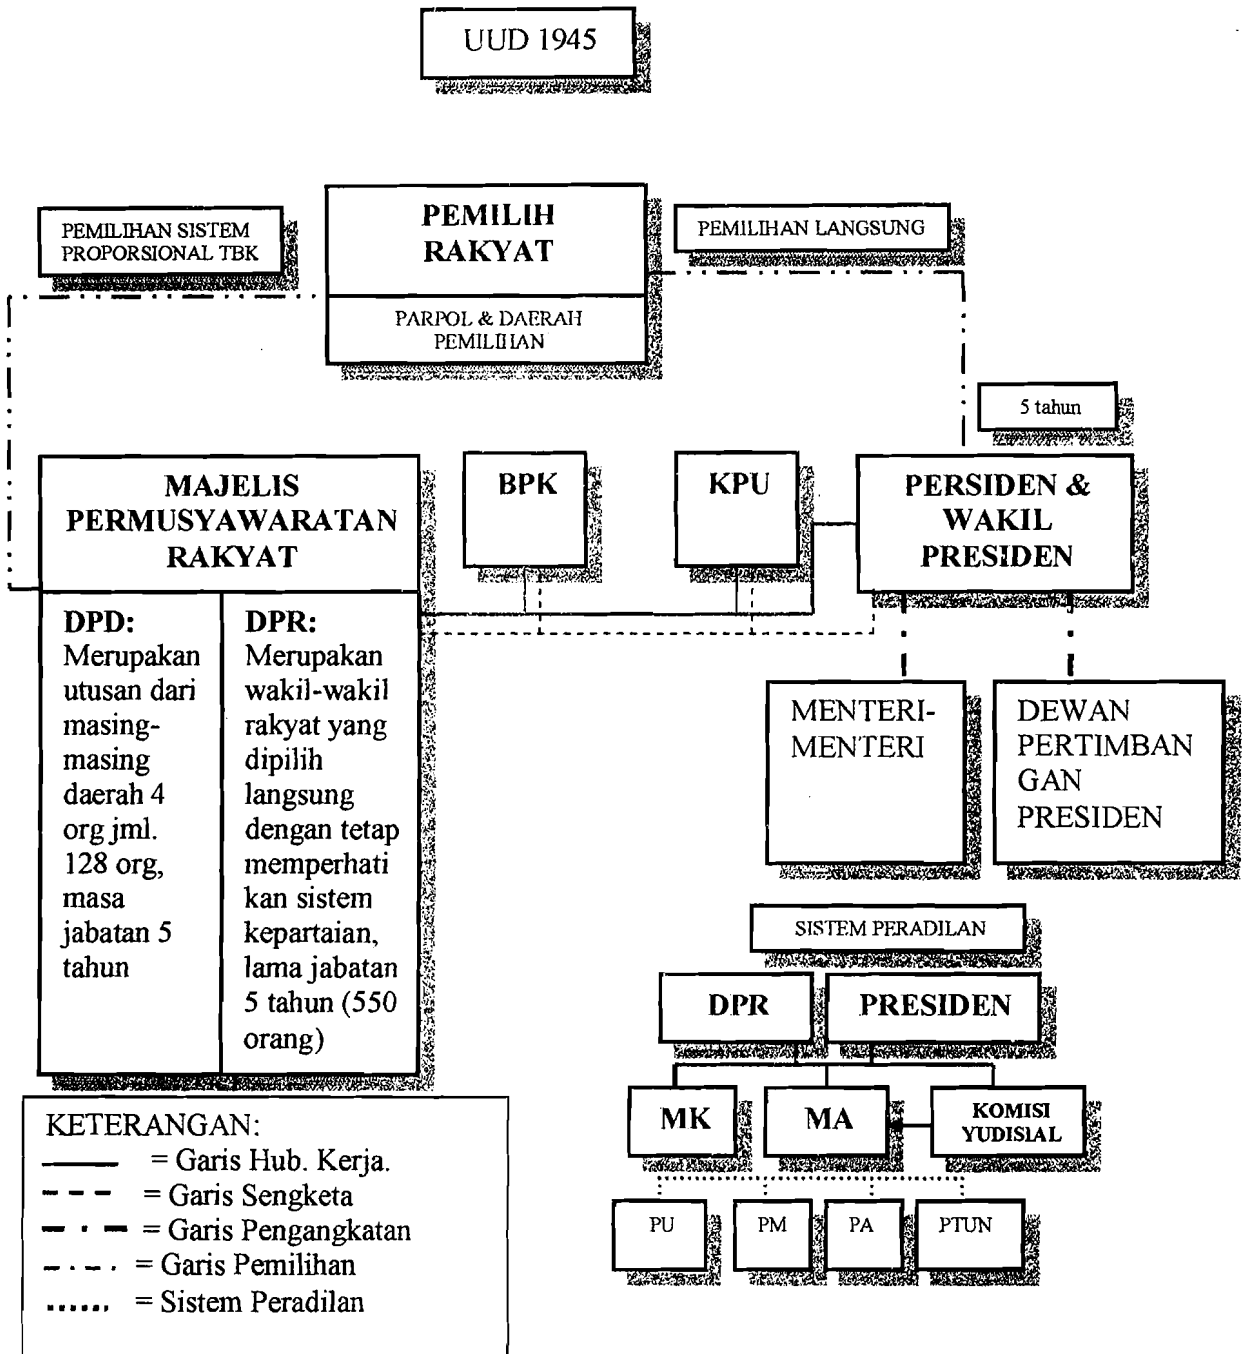 UUD 1945
PEMILIHAN SISTEM
PROPORSIONAL TBK
PEMILIH
RAKYAT
PARPOL & DAERAH
PEMILIHAN
PEMILIHAN LANGSUNG
5 tahun
MAJELIS
PERMUSYAWARATAN
RAKYAT
BPK
KPU
PERSIDEN &
WAKIL
PRESIDEN
DPD:
Merupakan
utusan dari
masing-
masing
daerah 4
org jml.
128 org,
masa
jabatan 5
tahun
DPR:
Merupakan
wakil-wakil
rakyat yang
dipilih
langsung
dengan tetap
memperhati
kan sistem
kepartaian,
lama jabatan
5 tahun (550
orang)
MENTERI-
MENTERI
DEWAN
PERTIMBAN
GAN
PRESIDEN
SISTEM PERADILAN
DPR
PRESIDEN
MK
MA
KOMISI
YUDISIAL
PU
PM
PA
PTUN
KETERANGAN:
= Garis Hub. Kerja.
= Garis Sengketa
= Garis Pengangkatan
= Garis Pemilihan
= Sistem Peradilan